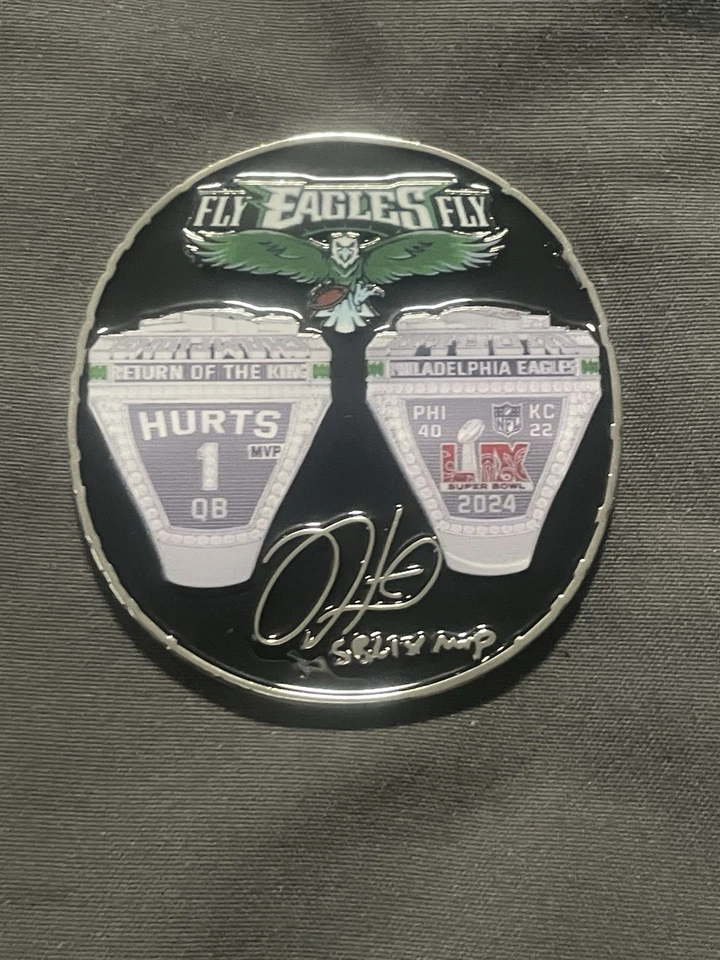 FLY EAGLES FLY
RETURN OF THE KING
HURTS
1
MVP
QB
PHILADELPHIA EAGLES
PHI
40
NFL
KC
22
LIX
SUPER BOWL
2024
SBLIX MVP